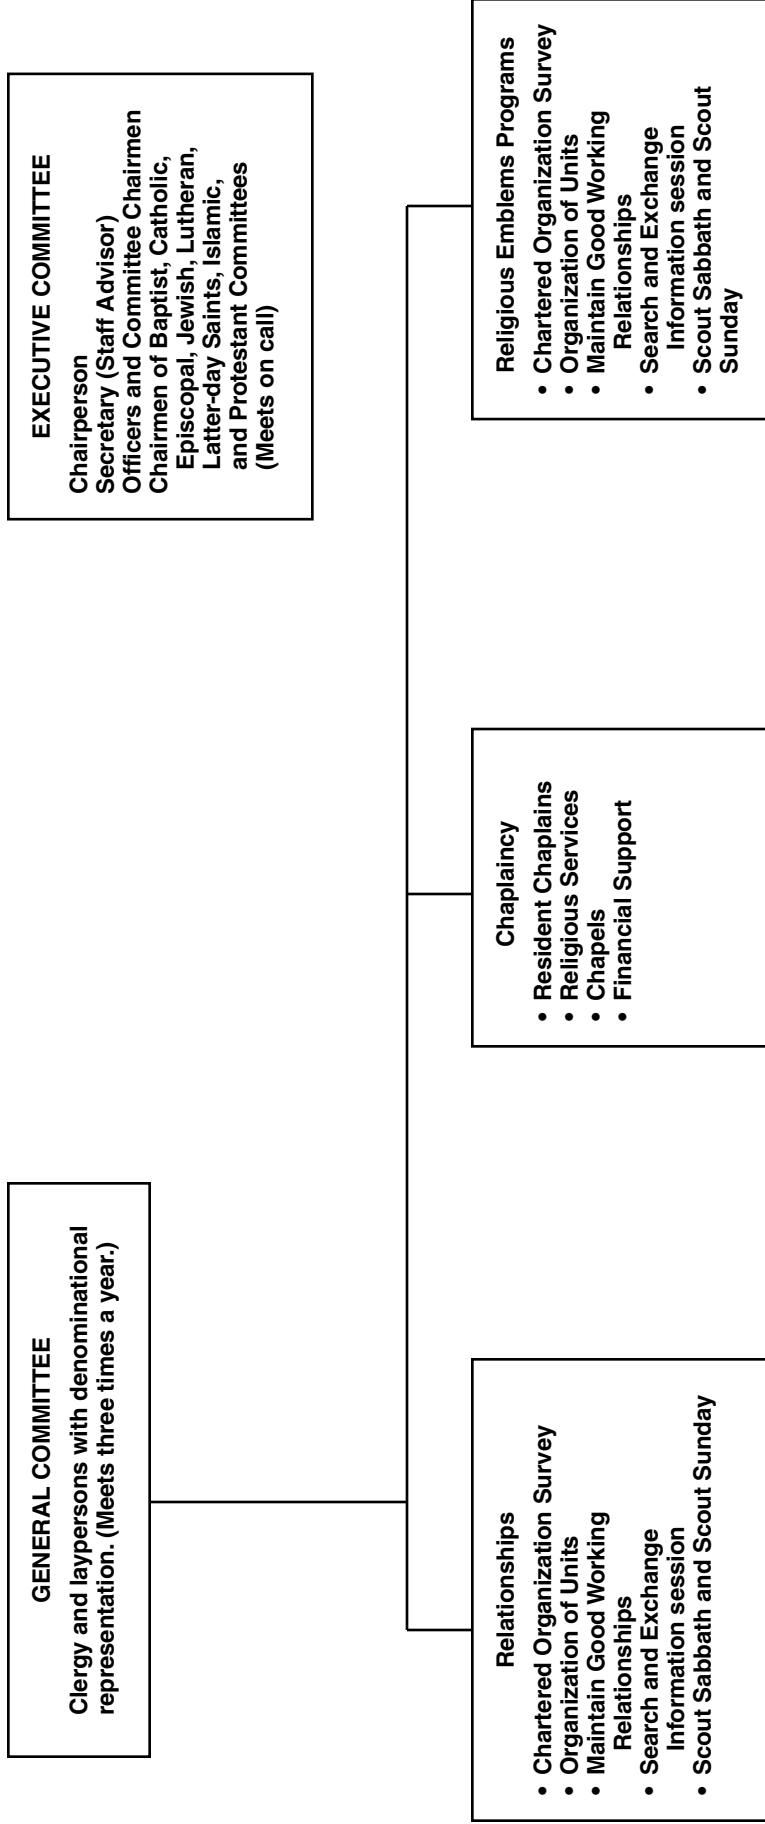 GENERAL COMMITTEE
Clergy and laypersons with denominational
representation. (Meets three times a year.)
EXECUTIVE COMMITTEE
Chairperson
Secretary (Staff Advisor)
Officers and Committee Chairmen
Chairmen of Baptist, Catholic,
Episcopal, Jewish, Lutheran,
Latter-day Saints, Islamic,
and Protestant Committees
(Meets on call)
Relationships
• Chartered Organization Survey
• Organization of Units
• Maintain Good Working
Relationships
• Search and Exchange
Information session
• Scout Sabbath and Scout Sunday
Chaplaincy
• Resident Chaplains
• Religious Services
• Chapels
• Financial Support
Religious Emblems Programs
• Chartered Organization Survey
• Organization of Units
• Maintain Good Working
Relationships
• Search and Exchange
Information session
• Scout Sabbath and Scout
Sunday